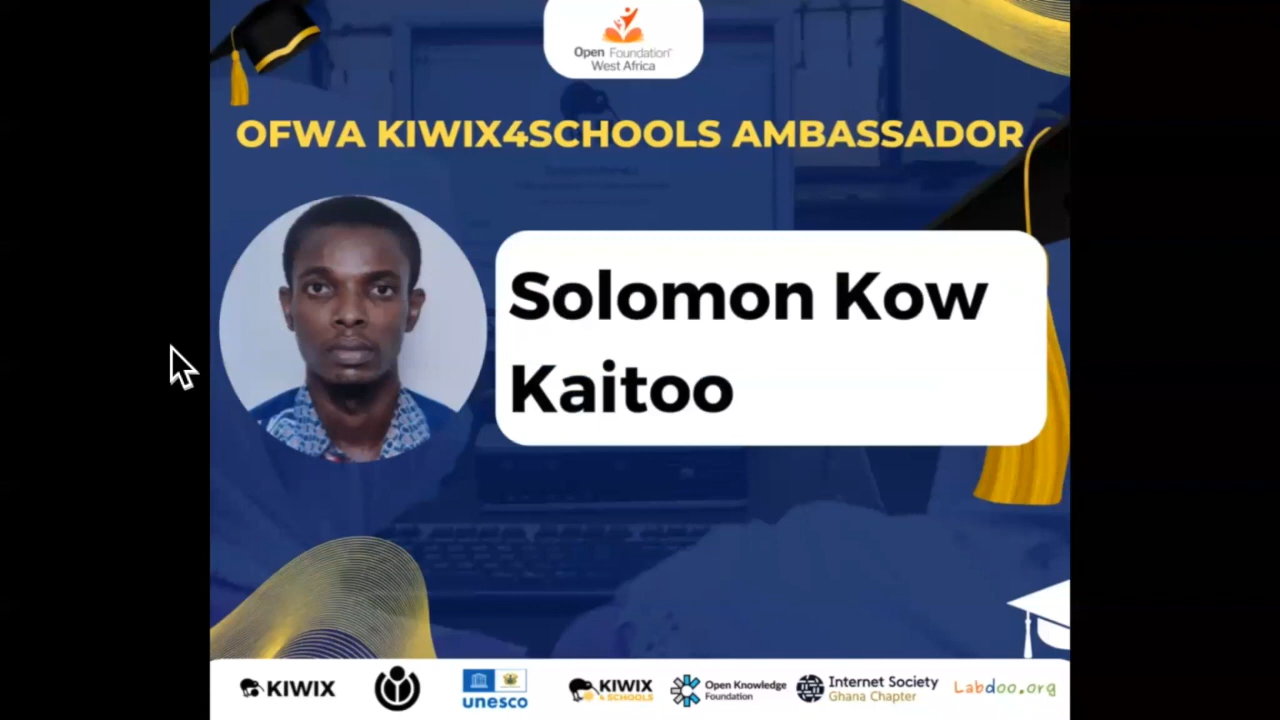 Open Foundation
West Africa
OFWA KIWIX4SCHOOLS AMBASSADOR
Solomon Kow
Kaitoo
KIWIX
unesco
KIWIX
4 SCHOOLS
Open Knowledge
Foundation
Internet Society
Ghana Chapter
Labdoo.org